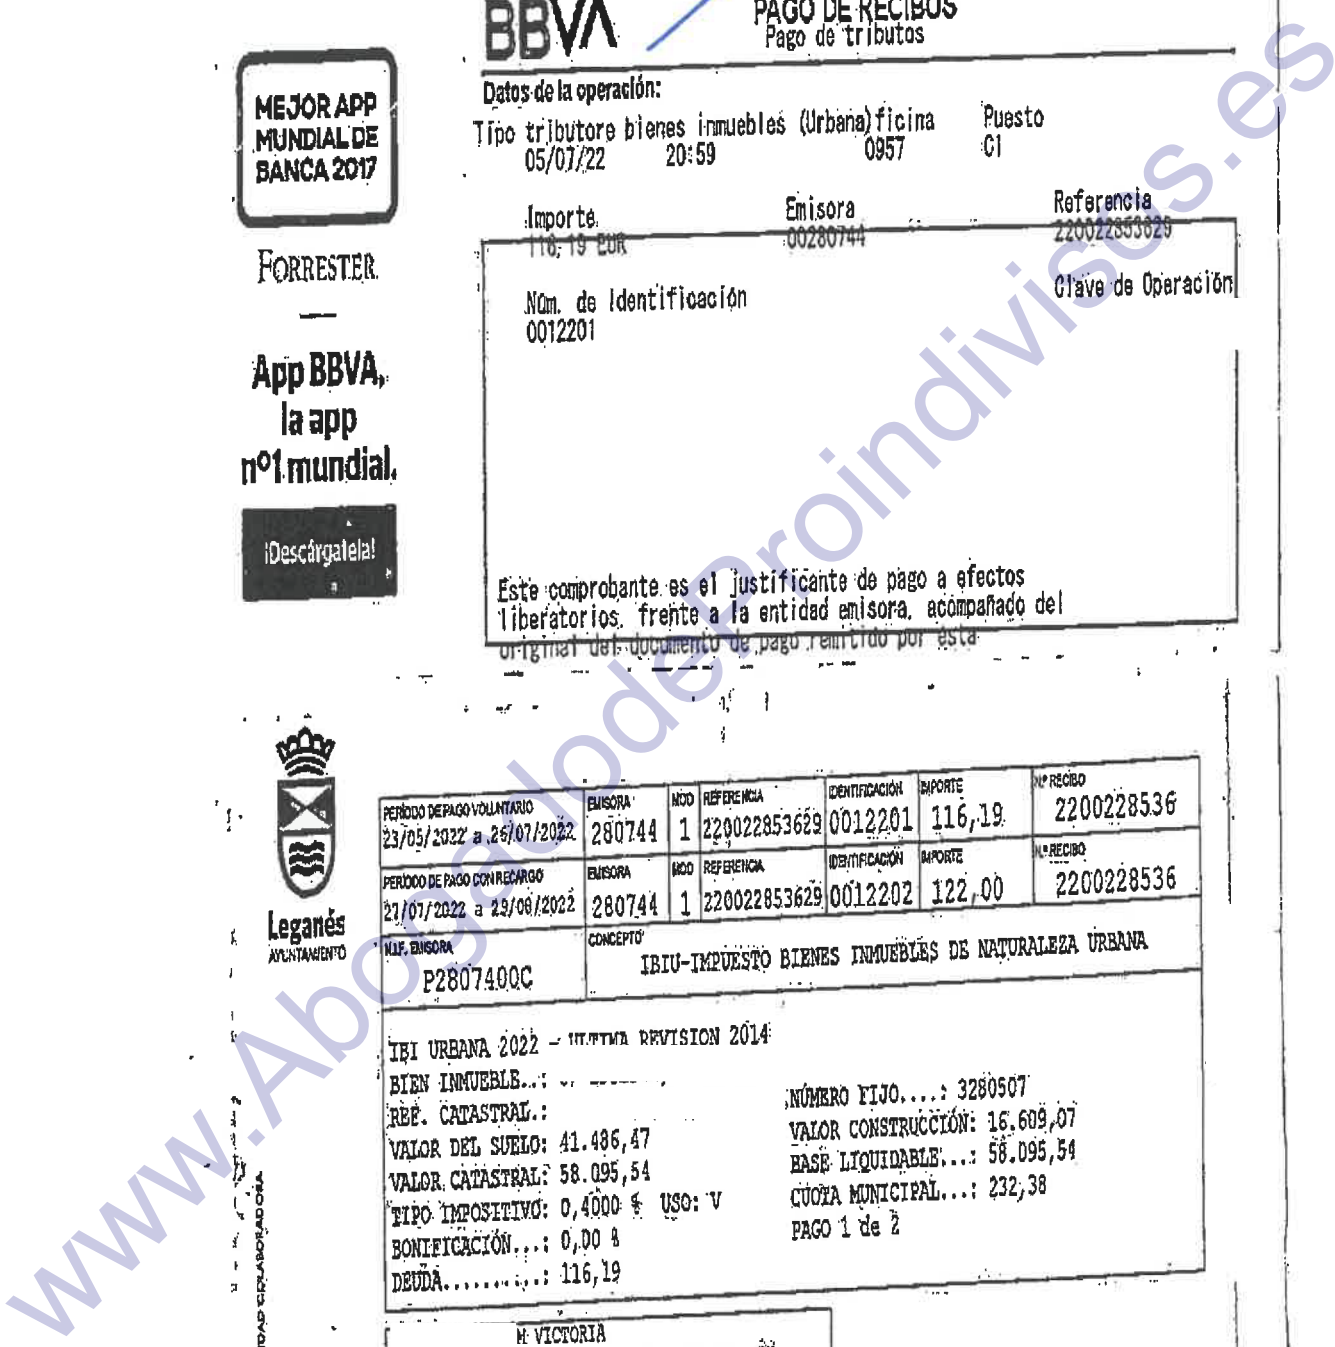 BBVA
PAGO DE RECIBOS
Pago de tributos
MEJOR APP
MUNDIAL DE
BANCA 2017
FORRESTER
App BBVA,
la app
nº1 mundial.
¡Descárgatela!
Datos de la operación:
Tipo tributore bienes inmuebles (Urbana)ficina Puesto
05/07/22 20:59 0957 C1
Importe Emisora Referencia
116,19 EUR 00280744 220022853629
Núm. de Identificación Clave de Operación
0012201
Este comprobante es el justificante de pago a efectos
liberatorios, frente a la entidad emisora, acompañado del
original del documento de pago remitido por ésta
Leganés
AYUNTAMIENTO
PERÍODO DE PAGO VOLUNTARIO EMISORA MOD REFERENCIA IDENTIFICACIÓN IMPORTE N.º RECIBO
23/05/2022 a 26/07/2022 280744 1 220022853629 0012201 116,19 2200228536
PERÍODO DE PAGO CON RECARGO EMISORA MOD REFERENCIA IDENTIFICACIÓN IMPORTE N.º RECIBO
27/07/2022 a 29/08/2022 280744 1 220022853629 0012202 122,00 2200228536
N.I.F. EMISORA CONCEPTO
P2807400C IBIU-IMPUESTO BIENES INMUEBLES DE NATURALEZA URBANA
IBI URBANA 2022 - ULTIMA REVISION 2014
BIEN INMUEBLE..:
REF. CATASTRAL.: NÚMERO FIJO....: 3280507
VALOR DEL SUELO: 41.486,47 VALOR CONSTRUCCIÓN: 16.609,07
VALOR CATASTRAL: 58.095,54 BASE LIQUIDABLE...: 58.095,54
TIPO IMPOSITIVO: 0,4000 % USO: V CUOTA MUNICIPAL...: 232,38
BONIFICACIÓN...: 0,00 % PAGO 1 de 2
DEUDA..........: 116,19
M VICTORIA
COLABORADORA
www.AbogadodeProindivisos.es